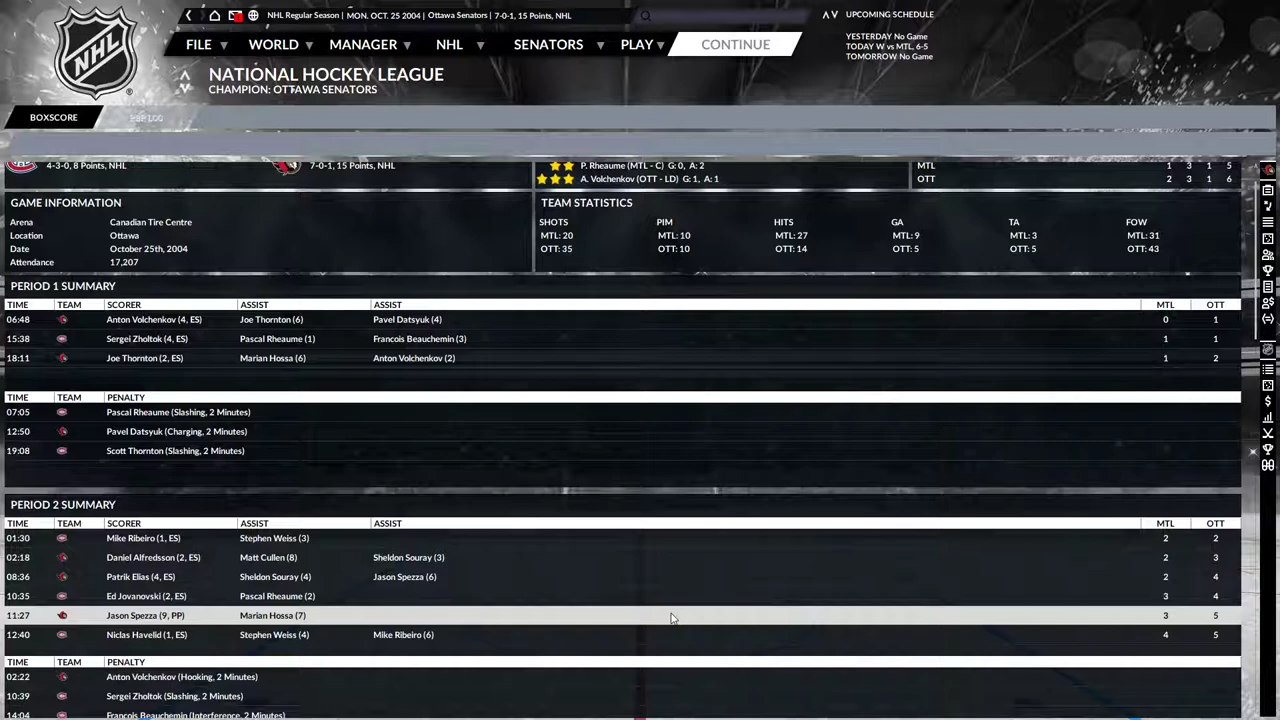 NHL Regular Season | MON. OCT. 25 2004 | Ottawa Senators | 7-0-1, 15 Points, NHL
UPCOMING SCHEDULE
YESTERDAY No Game
TODAY W vs MTL, 6-5
TOMORROW No Game
NHL
FILE WORLD MANAGER NHL SENATORS PLAY CONTINUE
NATIONAL HOCKEY LEAGUE
CHAMPION: OTTAWA SENATORS
BOXSCORE
4-3-0, 8 Points, NHL 7-0-1, 15 Points, NHL
P. Rheaume (MTL - C) G: 0, A: 2
A. Volchenkov (OTT - LD) G: 1, A: 1
MTL 1 3 1 5
OTT 2 3 1 6
GAME INFORMATION
Arena Canadian Tire Centre
Location Ottawa
Date October 25th, 2004
Attendance 17,207
TEAM STATISTICS
SHOTS PIM HITS GA TA FOW
MTL: 20 MTL: 10 MTL: 27 MTL: 9 MTL: 3 MTL: 31
OTT: 35 OTT: 10 OTT: 14 OTT: 5 OTT: 5 OTT: 43
PERIOD 1 SUMMARY
TIME TEAM SCORER ASSIST ASSIST MTL OTT
06:48 Anton Volchenkov (4, ES) Joe Thornton (6) Pavel Datsyuk (4) 0 1
15:38 Sergei Zholtok (4, ES) Pascal Rheaume (1) Francois Beauchemin (3) 1 1
18:11 Joe Thornton (2, ES) Marian Hossa (6) Anton Volchenkov (2) 1 2
TIME TEAM PENALTY
07:05 Pascal Rheaume (Slashing, 2 Minutes)
12:50 Pavel Datsyuk (Charging, 2 Minutes)
19:08 Scott Thornton (Slashing, 2 Minutes)
PERIOD 2 SUMMARY
TIME TEAM SCORER ASSIST ASSIST MTL OTT
01:30 Mike Ribeiro (1, ES) Stephen Weiss (3) 2 2
02:18 Daniel Alfredsson (2, ES) Matt Cullen (8) Sheldon Souray (3) 2 3
08:36 Patrik Elias (4, ES) Sheldon Souray (4) Jason Spezza (6) 2 4
10:35 Ed Jovanovski (2, ES) Pascal Rheaume (2) 3 4
11:27 Jason Spezza (9, PP) Marian Hossa (7) 3 5
12:40 Niclas Havelid (1, ES) Stephen Weiss (4) Mike Ribeiro (6) 4 5
TIME TEAM PENALTY
02:22 Anton Volchenkov (Hooking, 2 Minutes)
10:39 Sergei Zholtok (Slashing, 2 Minutes)
14:04 Francois Beauchemin (Interference, 2 Minutes)